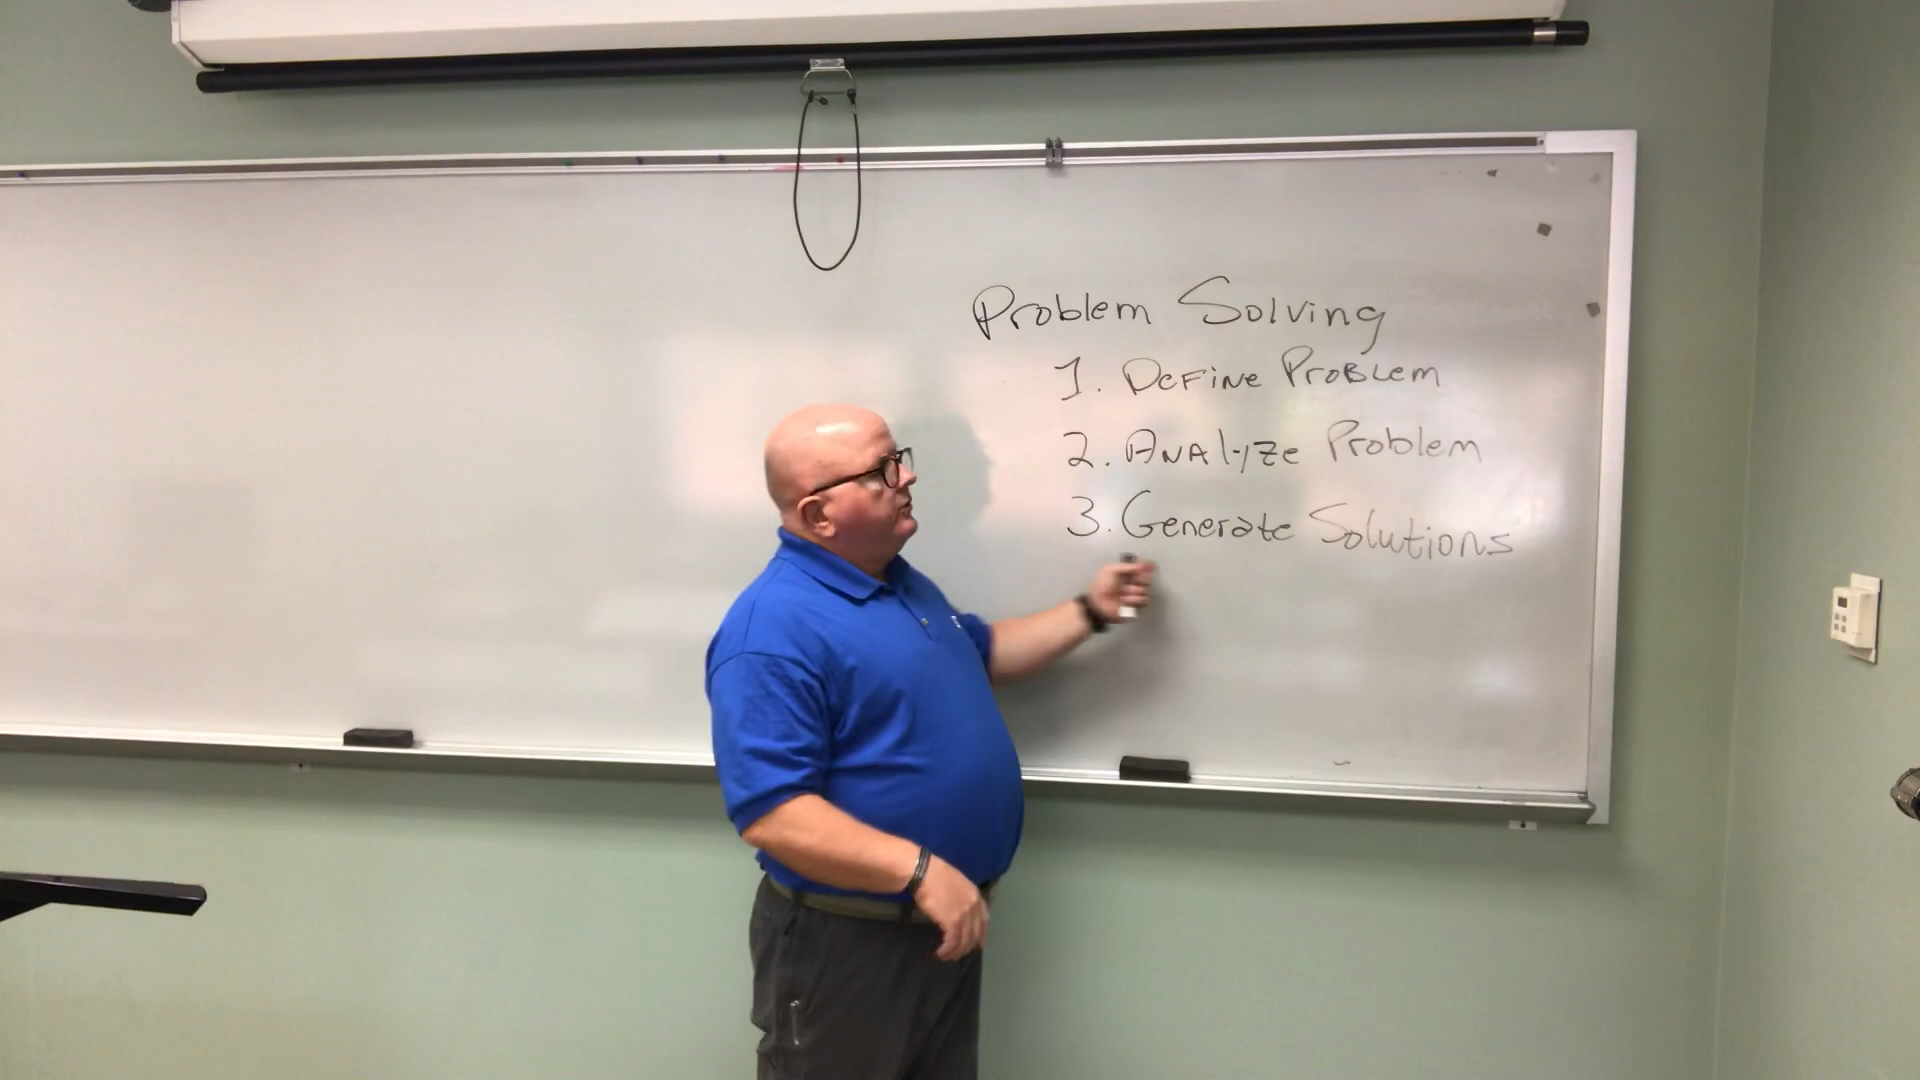 Problem Solving
1. Define Problem
2. Analyze Problem
3. Generate Solutions